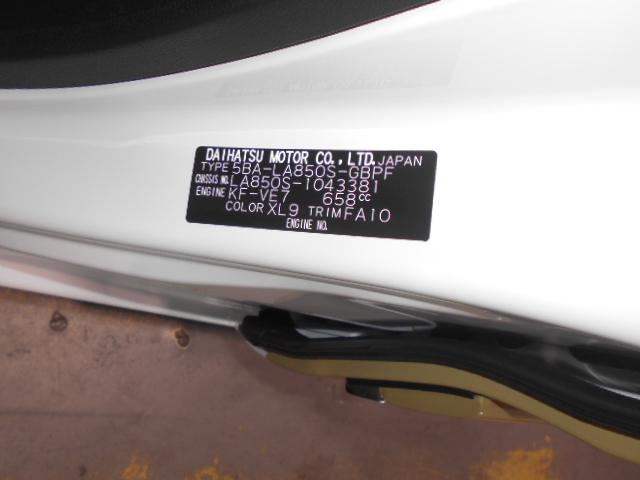 DAIHATSU MOTOR CO., LTD. JAPAN
TYPE 5BA-LA850S-GBPF
CHASSIS NO. LA850S-1043381
ENGINE KF-VE7 658CC
COLOR XL9 TRIM FA10
ENGINE NO.